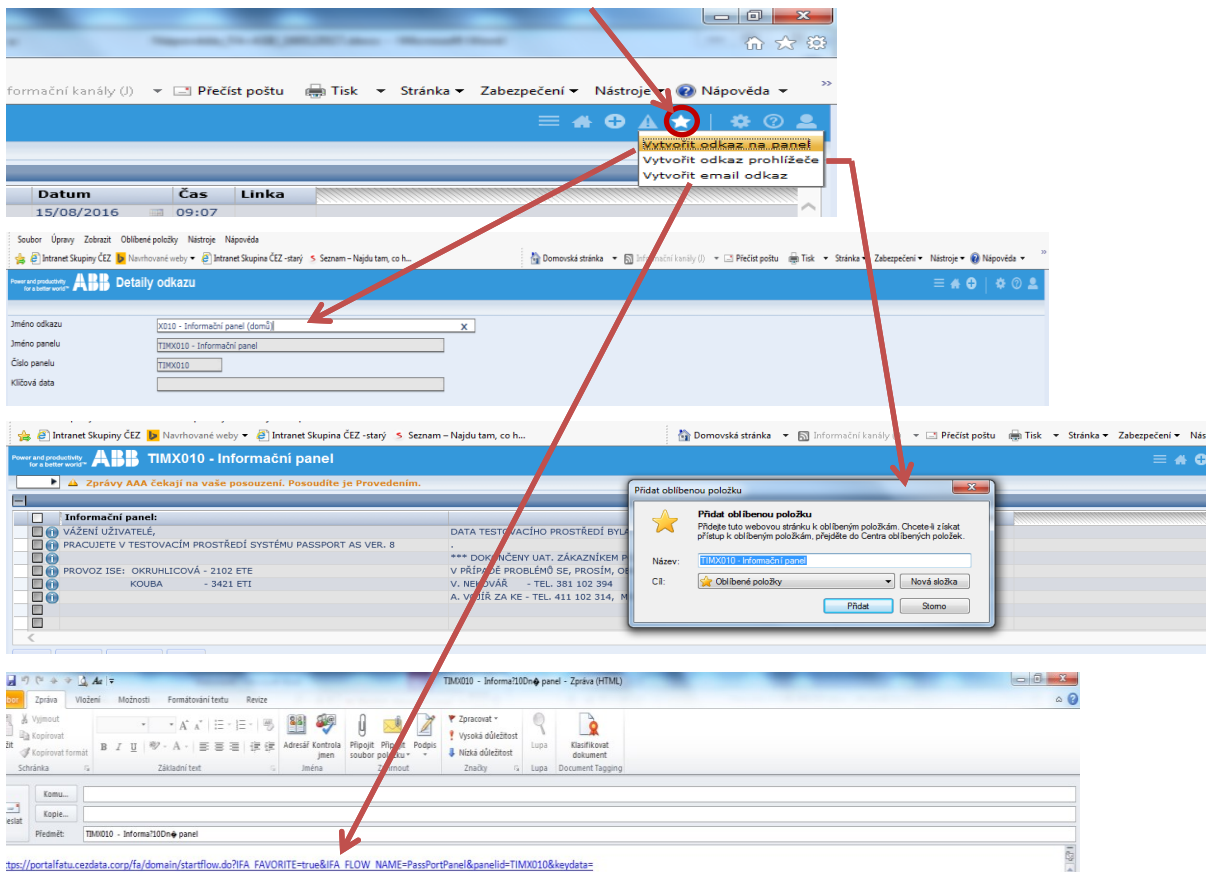 formační kanály (J) Přečíst poštu Tisk Stránka Zabezpečení Nástroje Nápověda »
Vytvořit odkaz na panel
Vytvořit odkaz prohlížeče
Vytvořit email odkaz
Datum Čas Linka
15/08/2016 09:07
Soubor Úpravy Zobrazit Oblíbené položky Nástroje Nápověda
Intranet Skupiny ČEZ Navrhované weby Intranet Skupina ČEZ -starý Seznam – Najdu tam, co h... Domovská stránka Informační kanály (J) Přečíst poštu Tisk Stránka Zabezpečení Nástroje Nápověda »
Power and productivity for a better world™ ABB Detaily odkazu
Jméno odkazu X010 - Informační panel (domů) X
Jméno panelu TIMX010 - Informační panel
Číslo panelu TIMX010
Klíčová data
Intranet Skupiny ČEZ Navrhované weby Intranet Skupina ČEZ -starý Seznam – Najdu tam, co h... Domovská stránka Informační kanály Přečíst poštu Tisk Stránka Zabezpečení Nás
Power and productivity for a better world™ ABB TIMX010 - Informační panel
Zprávy AAA čekají na vaše posouzení. Posoudíte je Provedením.
Informační panel:
VÁŽENÍ UŽIVATELÉ, DATA TESTOVACÍHO PROSTŘEDÍ BYLA
PRACUJETE V TESTOVACÍM PROSTŘEDÍ SYSTÉMU PASSPORT AS VER. 8 .
*** DOKONČENY UAT. ZÁKAZNÍKEM P
PROVOZ ISE: OKRUHLICOVÁ - 2102 ETE V PŘÍPADĚ PROBLÉMŮ SE, PROSÍM, OB
KOUBA - 3421 ETI V. NEHOVÁŘ - TEL. 381 102 394
A. VOJÍŘ ZA KE - TEL. 411 102 314, M
Přidat oblíbenou položku
Přidat oblíbenou položku
Přidejte tuto webovou stránku k oblíbeným položkám. Chcete-li získat
přístup k oblíbeným položkám, přejděte do Centra oblíbených položek.
Název: TIMX010 - Informační panel
Cíl: Oblíbené položky Nová složka
Přidat Storno
TIMX010 - Informa?10Dn� panel - Zpráva (HTML)
bor Zpráva Vložení Možnosti Formátování textu Revize
Vyjmout
Kopírovat
Kopírovat formát
B I U
Adresář Kontrola jmen
Připojit soubor Připojit položku Podpis
Zpracovat
Vysoká důležitost
Nízká důležitost
Lupa
Klasifikovat dokument
Schránka Základní text Jména Zahrnout Značky Lupa Document Tagging
Komu...
Kopie...
eslat
Předmět: TIMX010 - Informa?10Dn� panel
ttps://portalfatu.cezdata.corp/fa/domain/startflow.do?IFA_FAVORITE=true&IFA_FLOW_NAME=PassPortPanel&panelid=TIMX010&keydata=